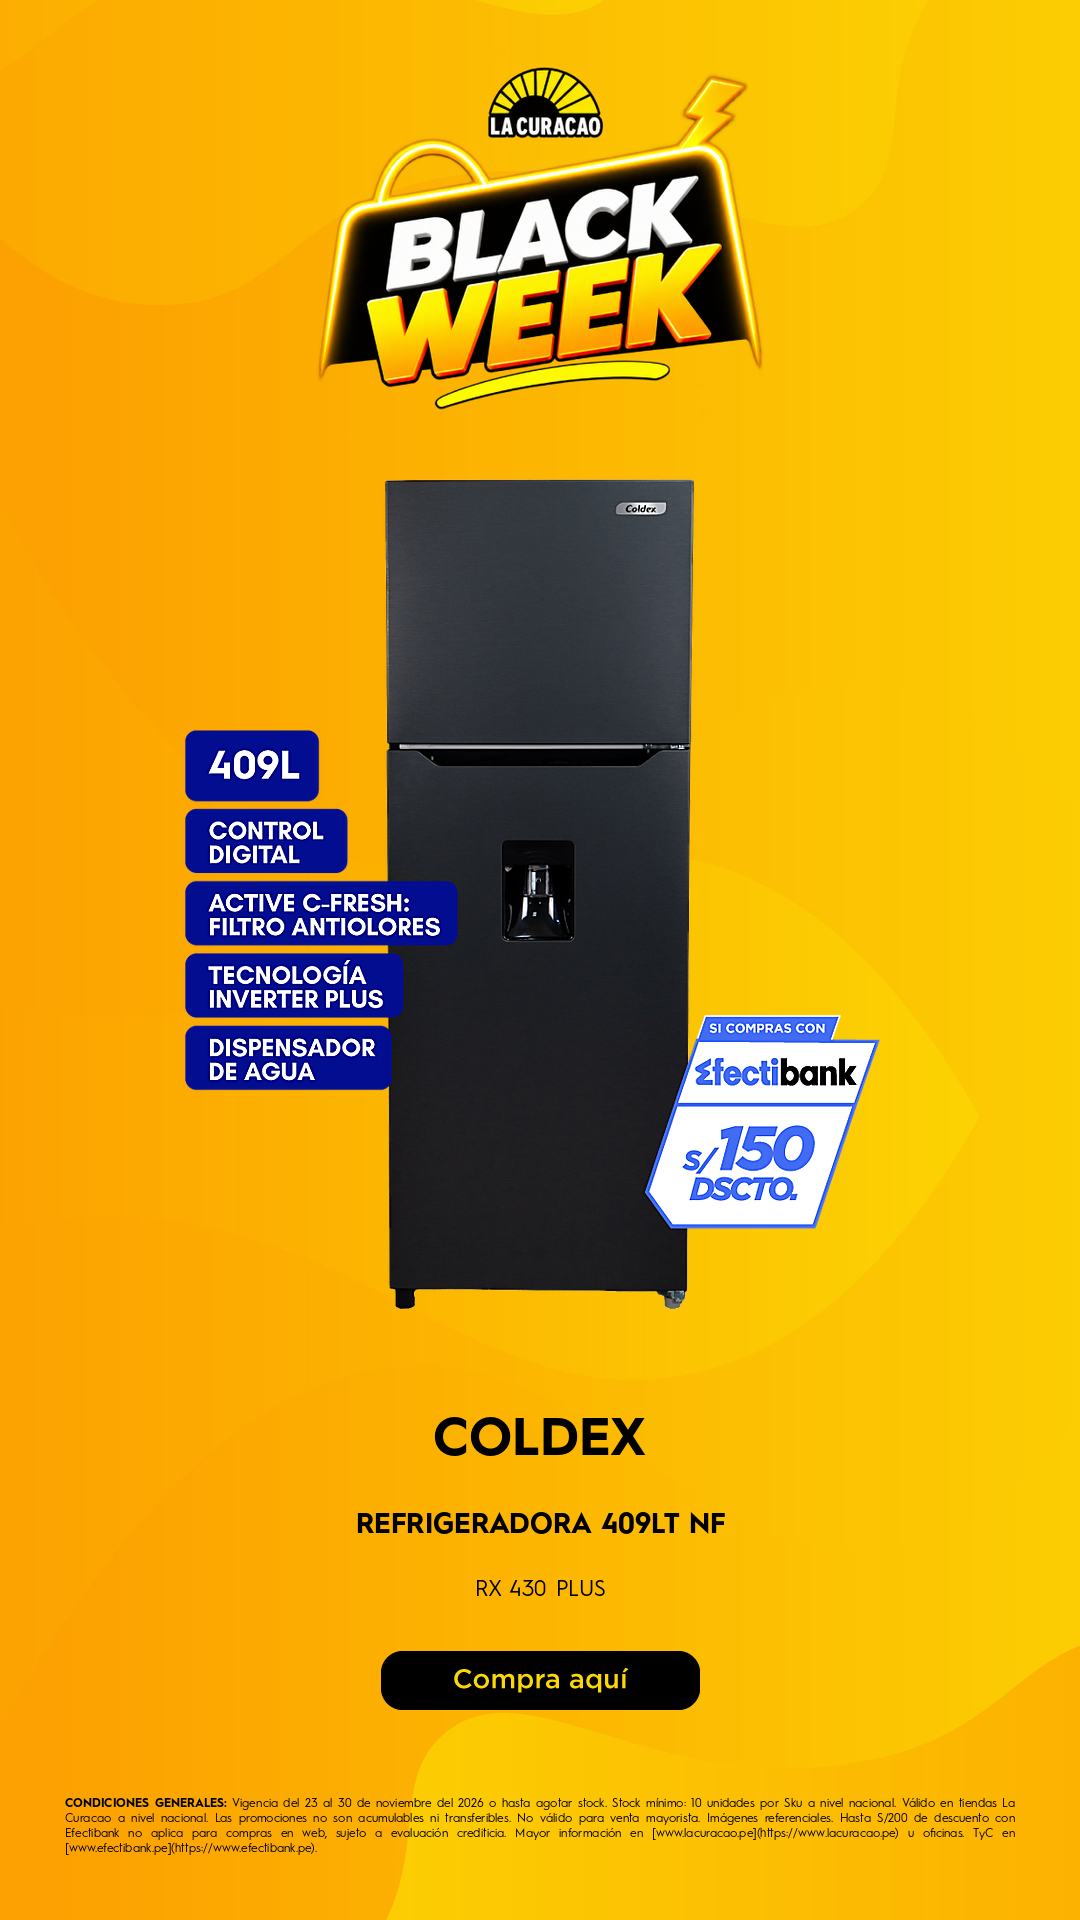 LA CURACAO
BLACK
WEEK
Coldex
409L
CONTROL
DIGITAL
ACTIVE C-FRESH:
FILTRO ANTIOLORES
TECNOLOGÍA
INVERTER PLUS
DISPENSADOR
DE AGUA
SI COMPRAS CON
Efectibank
S/150
DSCTO.
COLDEX
REFRIGERADORA 409LT NF
RX 430 PLUS
Compra aquí
CONDICIONES GENERALES: Vigencia del 23 al 30 de noviembre del 2026 o hasta agotar stock. Stock mínimo: 10 unidades por Sku a nivel nacional. Válido en tiendas La
Curacao a nivel nacional. Las promociones no son acumulables ni transferibles. No válido para venta mayorista. Imágenes referenciales. Hasta S/200 de descuento con
Efectibank no aplica para compras en web, sujeto a evaluación crediticia. Mayor información en [www.lacuracao.pe](https://www.lacuracao.pe) u oficinas. TyC en
[www.efectibank.pe](https://www.efectibank.pe).